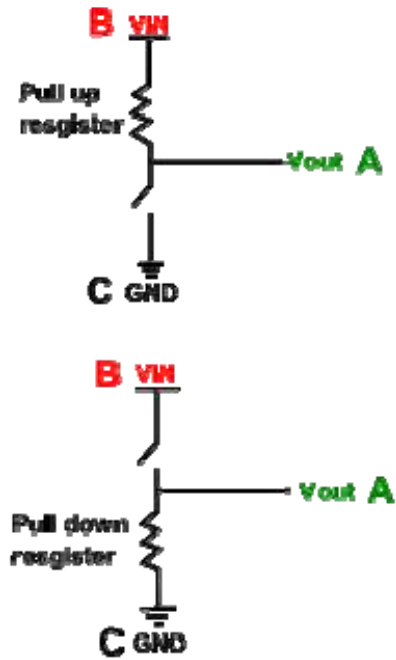 B VIN
Pull up
resgister
Vout A
C GND
B VIN
Vout A
Pull down
resgister
C GND